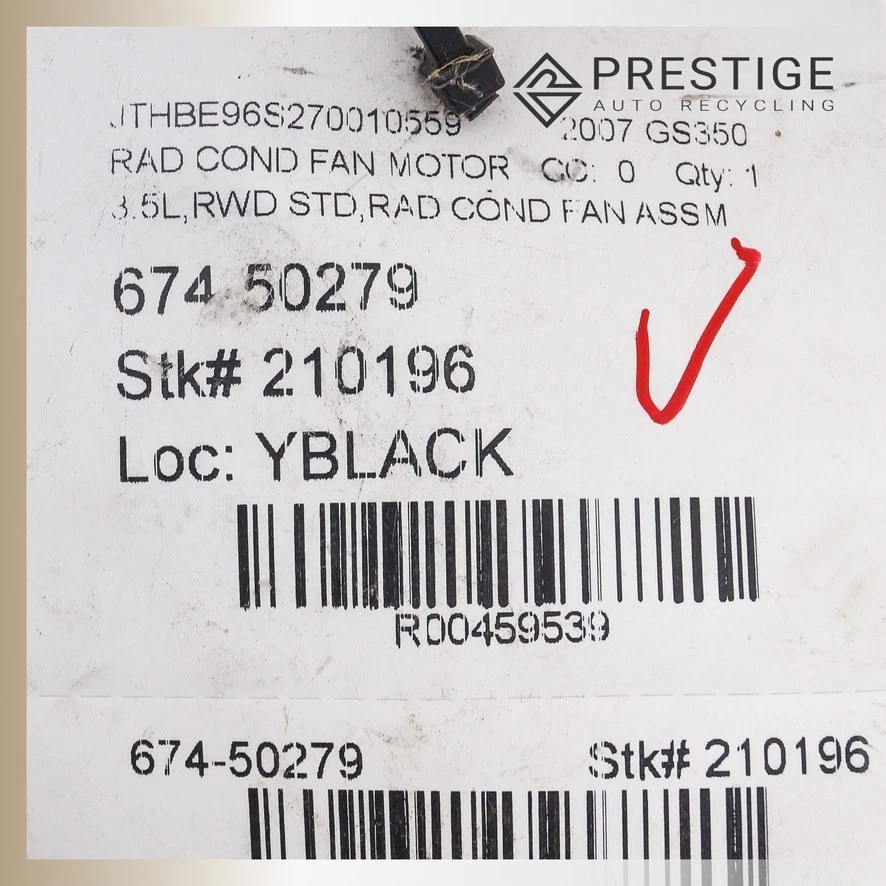 PRESTIGE
AUTO RECYCLING
JTHBE96S270010559 2007 GS350
RAD COND FAN MOTOR CC: 0 Qty: 1
3.5L,RWD STD,RAD COND FAN ASSM
674-50279
Stk# 210196
Loc: YBLACK
R00459539
674-50279 Stk# 210196